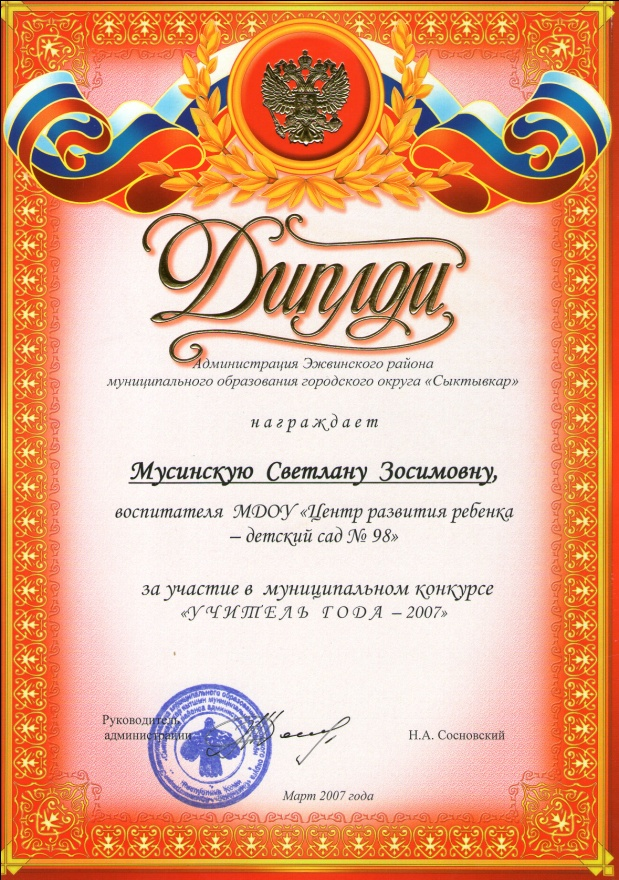 Диплом
Администрация Эжвинского района
муниципального образования городского округа «Сыктывкар»
награждает
Мусинскую Светлану Зосимовну,
воспитателя МДОУ «Центр развития ребенка
– детский сад № 98»
за участие в муниципальном конкурсе
«УЧИТЕЛЬ ГОДА – 2007»
Руководитель
администрации
Н.А. Сосновский
Март 2007 года